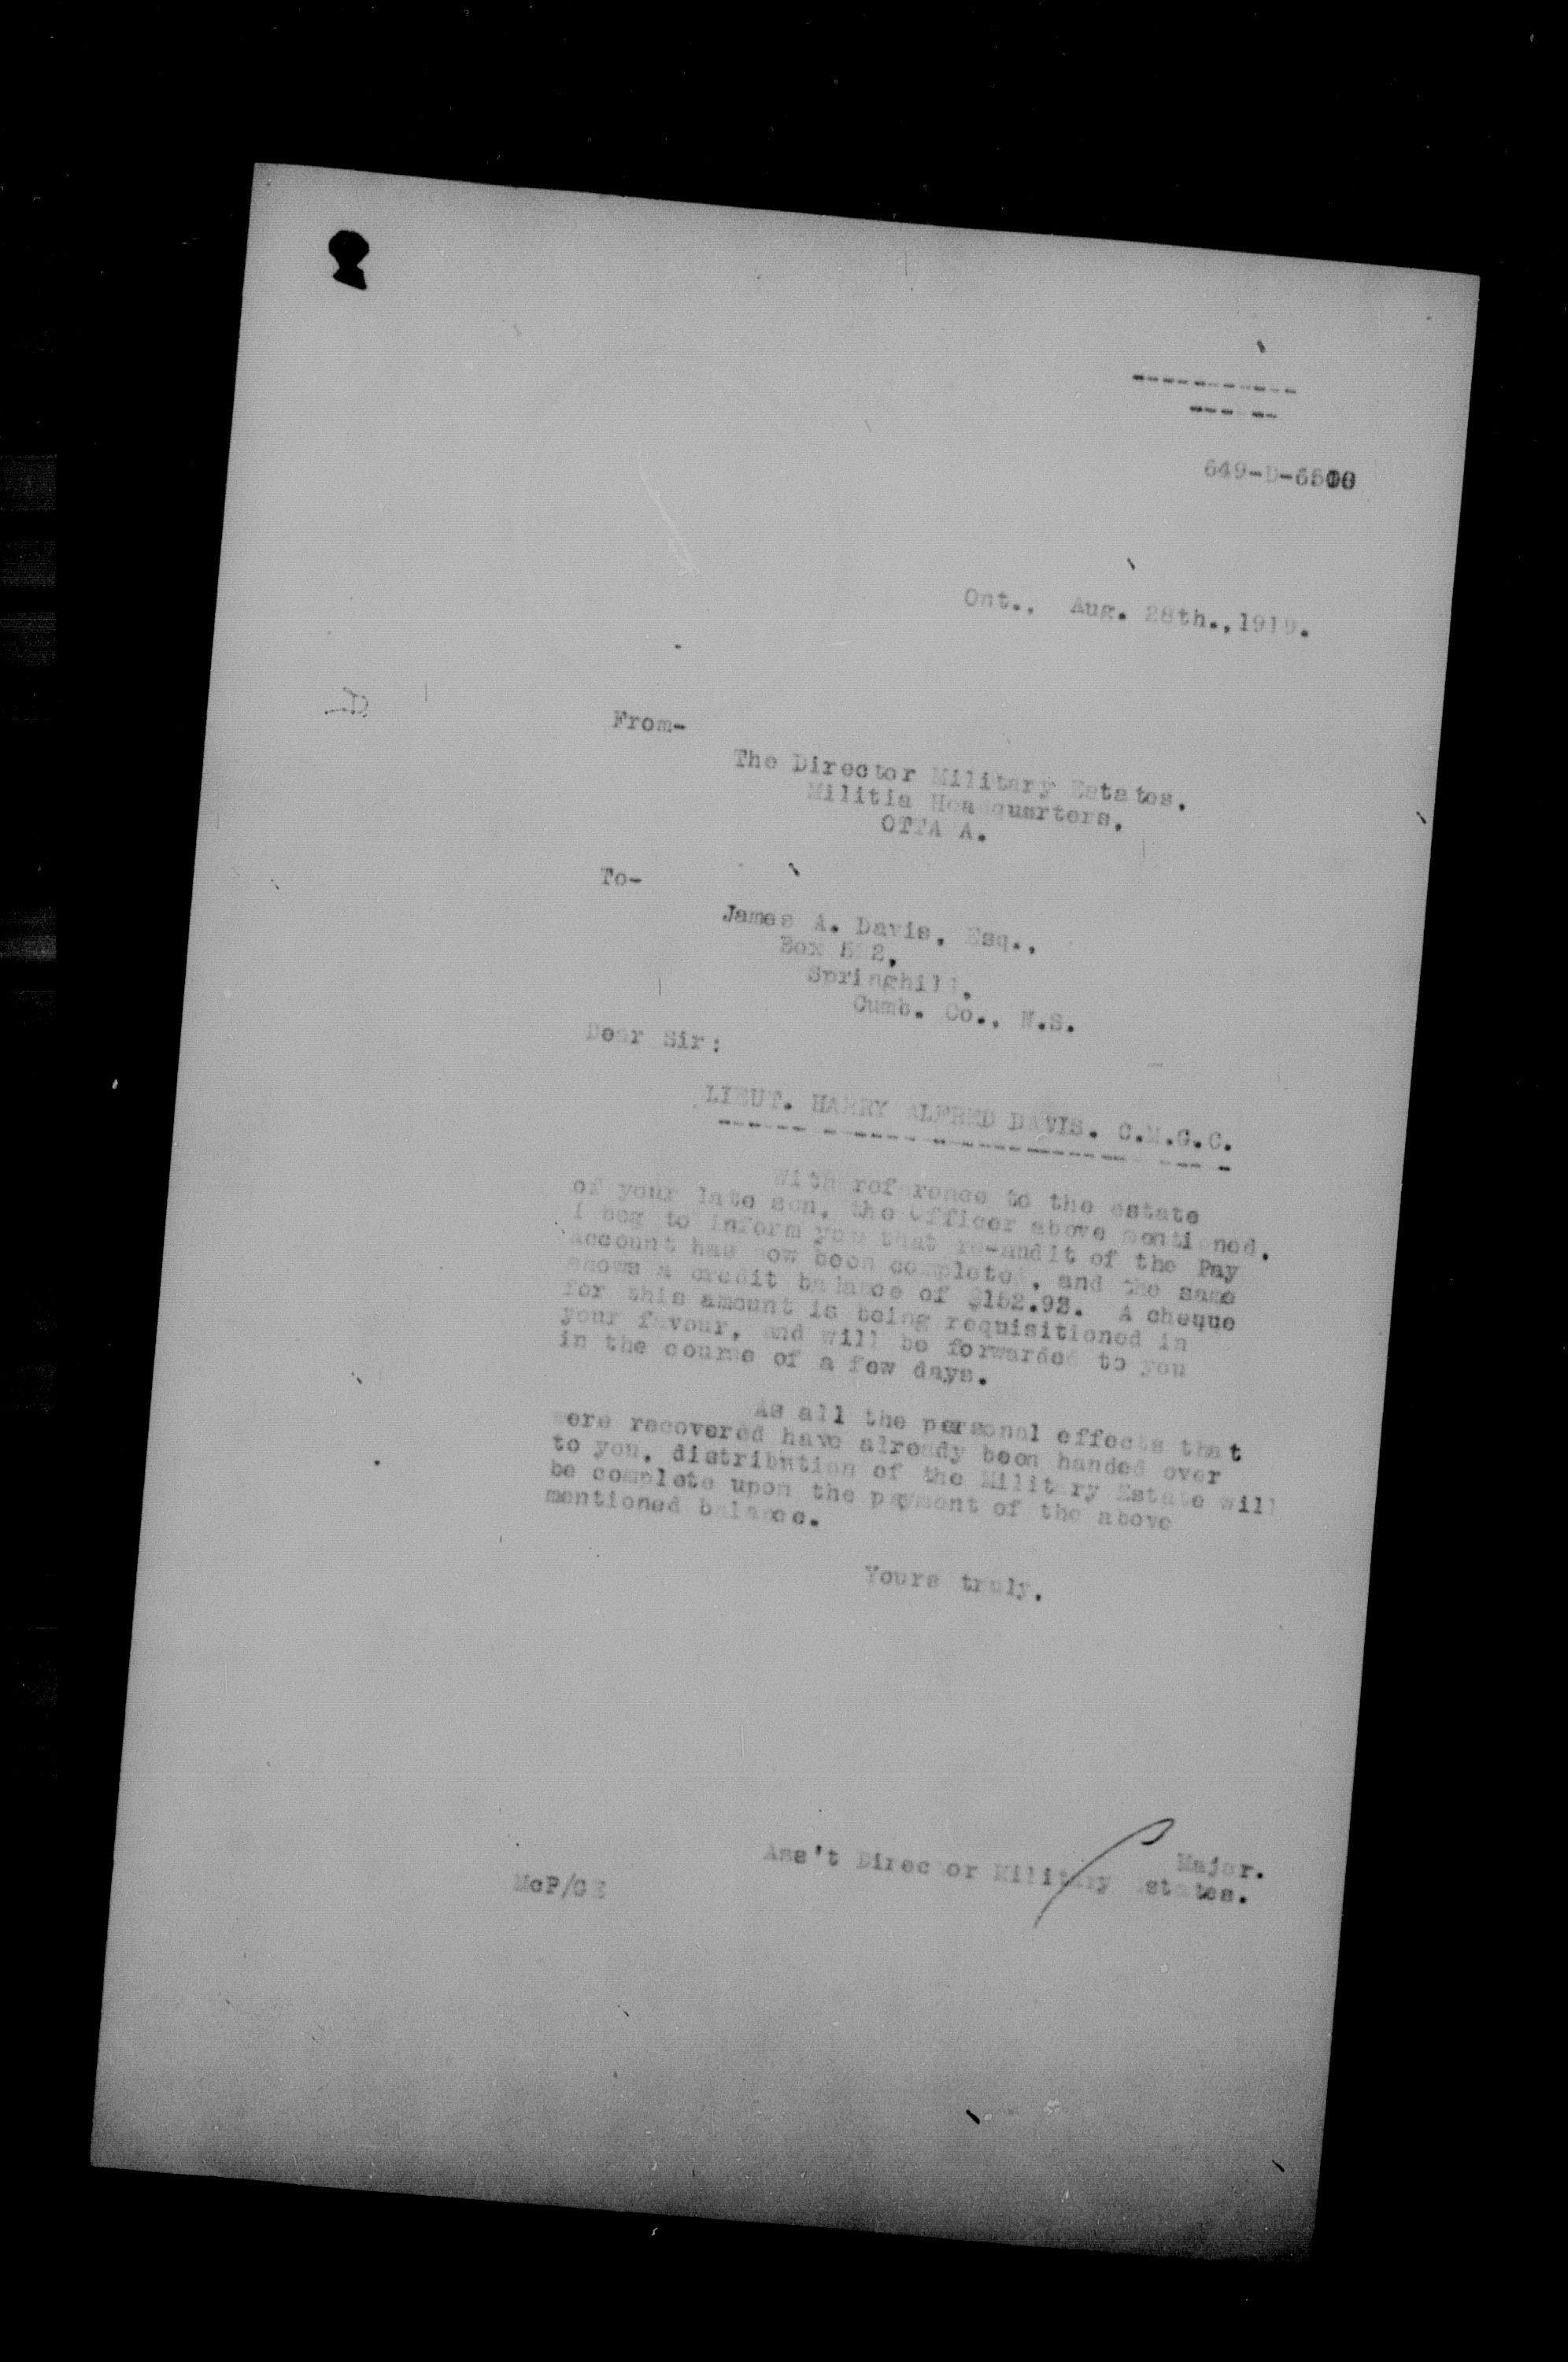 649-D-
Ont., Aug. 28th.,1919.
From-
The Director Military Estates.
Militia Headquarters,
OTTAWA.
To-
James A. Davis, Esq.,
Box
Springhill,
Cumb. Co., N.S.
Dear Sir:
LIEUT. HARRY ALFRED DAVIS. C.M.G.C.
With reference to the estate
of your late son, the Officer above mentioned,
I beg to inform you that re-audit of the Pay
Account has now been completed, and the same
shows a credit balance of $152.93. A cheque
for this amount is being requisitioned in
your favour, and will be forwarded to you
in the course of a few days.
As all the personal effects that
were recovered have already been handed over
to you, distribution of the Military Estate will
be complete upon the payment of the above
mentioned balance.
Yours truly,
Major.
Ass't Director Military Estates.
McP/GE